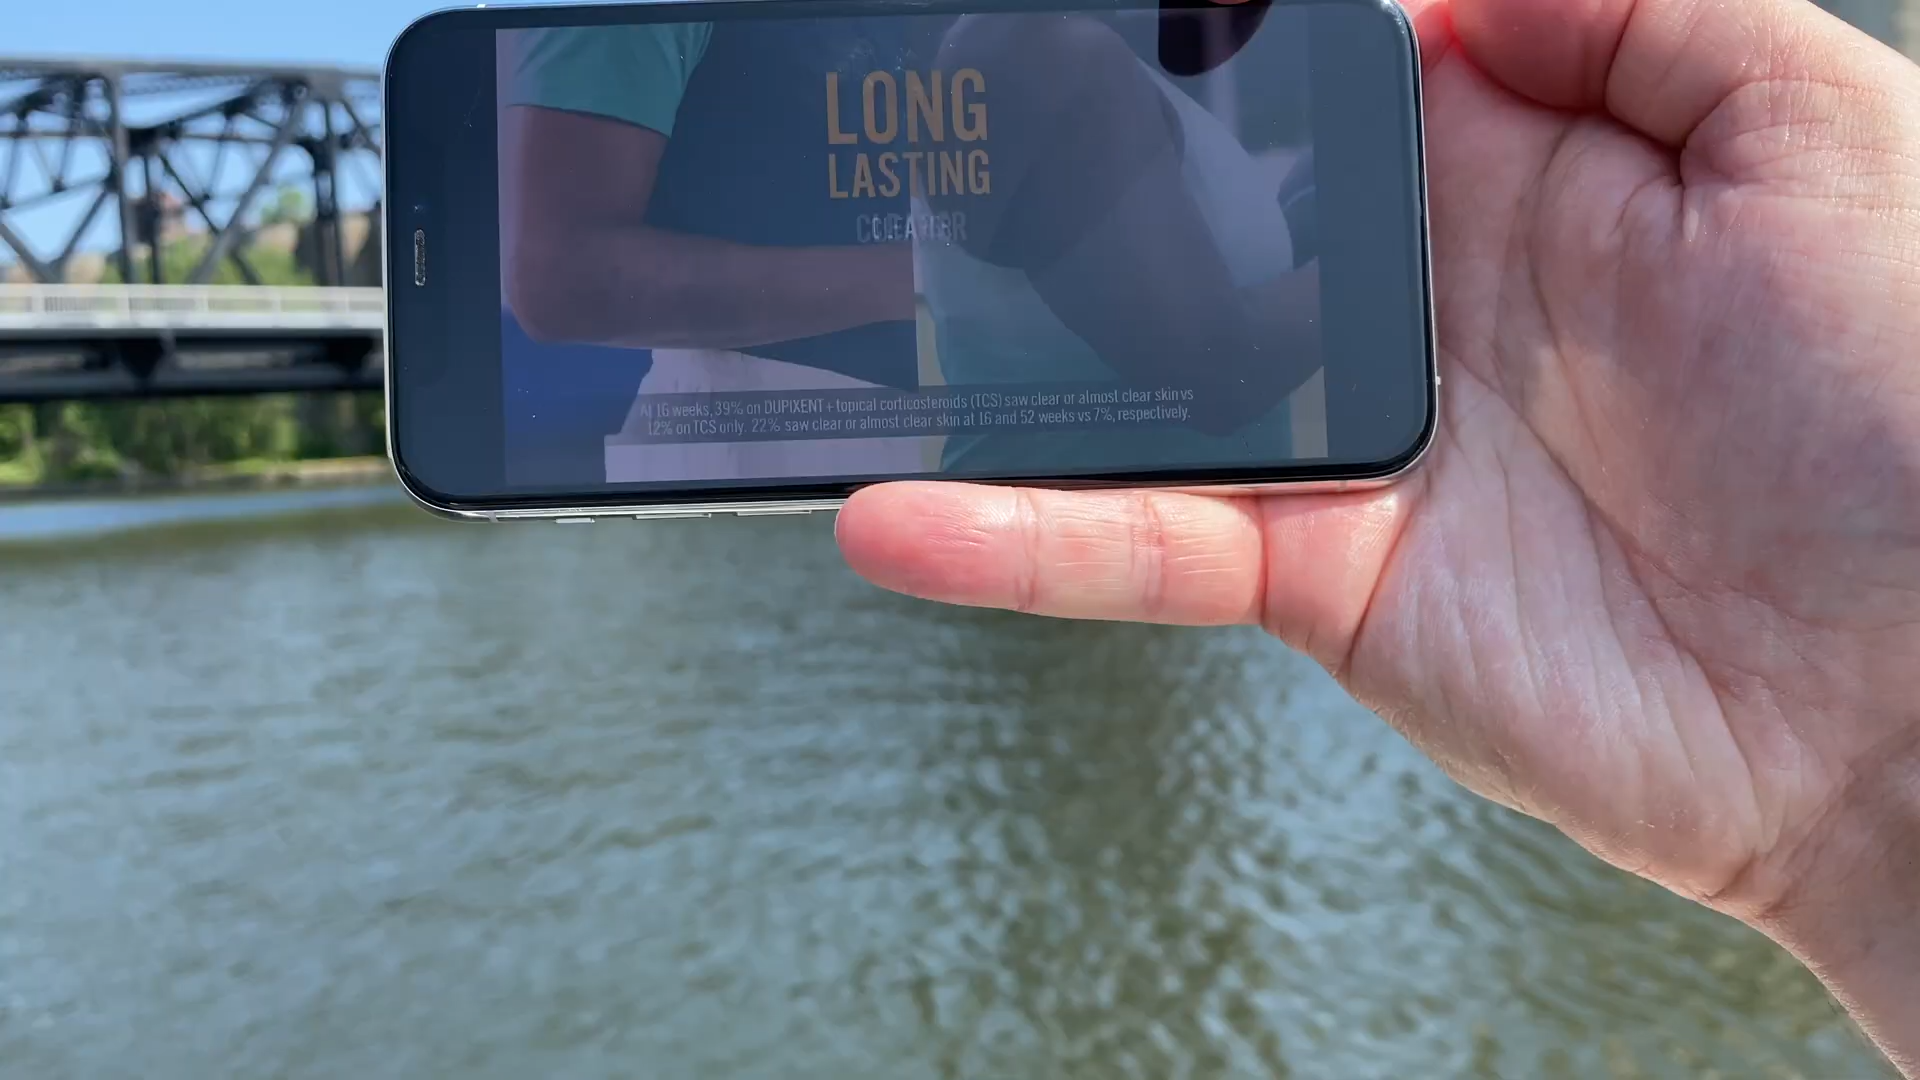 LONG
LASTING
At 16 weeks, 39% on DUPIXENT + topical corticosteroids (TCS) saw clear or almost clear skin vs
12% on TCS only. 22% saw clear or almost clear skin at 16 and 52 weeks vs 7%, respectively.